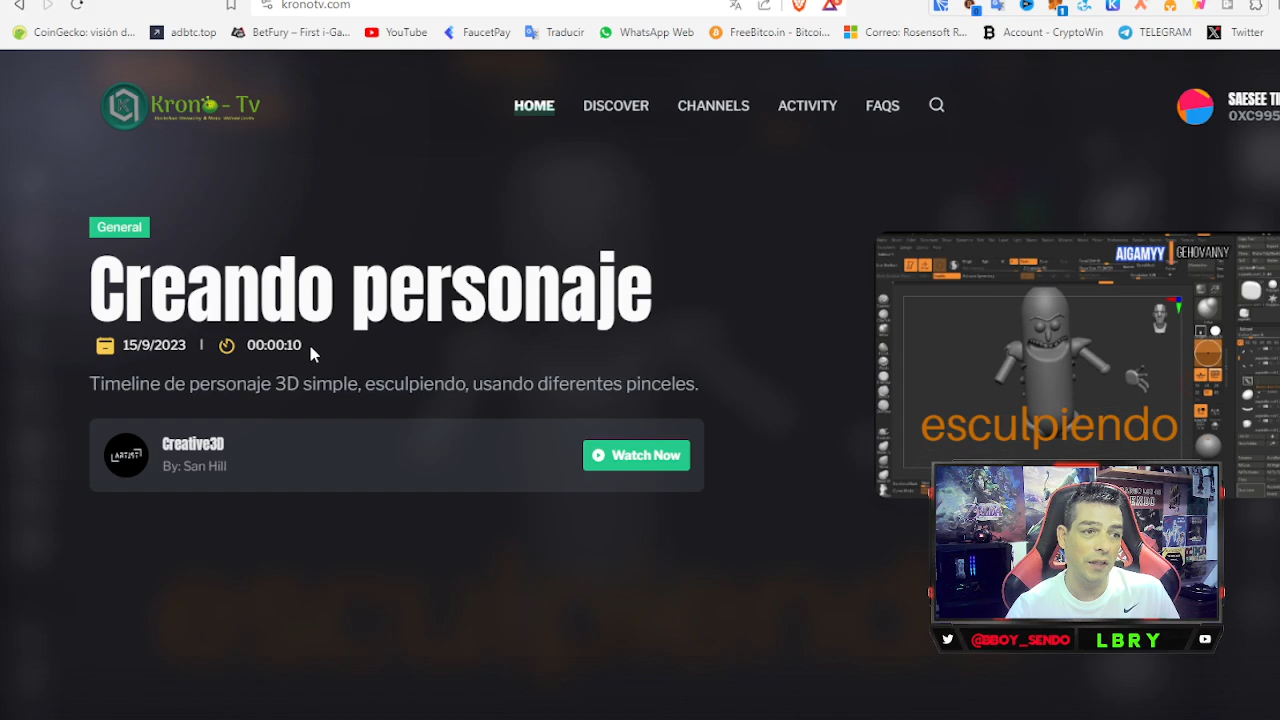 kronotv.com
CoinGecko: visión d...
adbtc.top
BetFury – First i-Ga...
YouTube
FaucetPay
Traducir
WhatsApp Web
FreeBitco.in - Bitcoi...
Correo: Rosensoft R...
Account - CryptoWin
TELEGRAM
Twitter
Krono - Tv
HOME
DISCOVER
CHANNELS
ACTIVITY
FAQS
SAESEE TI
0XC995
General
Creando personaje
15/9/2023 | 00:00:10
Timeline de personaje 3D simple, esculpiendo, usando diferentes pinceles.
Creative3D
By: San Hill
Watch Now
AIGAMYY | GEHOVANNY
esculpiendo
@BBOY_SENDO
LBRY